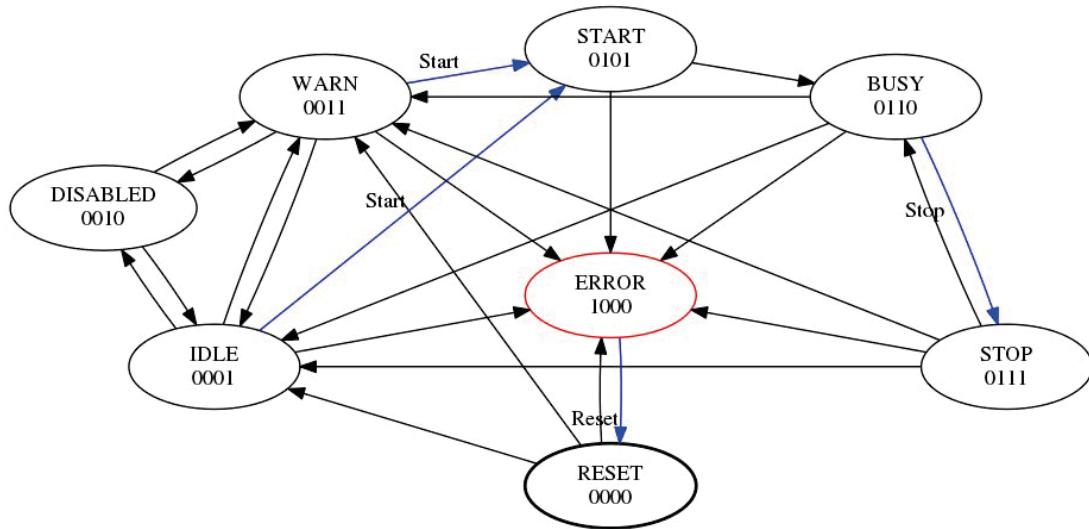 START
0101
Start
WARN
0011
BUSY
0110
DISABLED
0010
Start
Stop
ERROR
1000
IDLE
0001
STOP
0111
Reset
RESET
0000